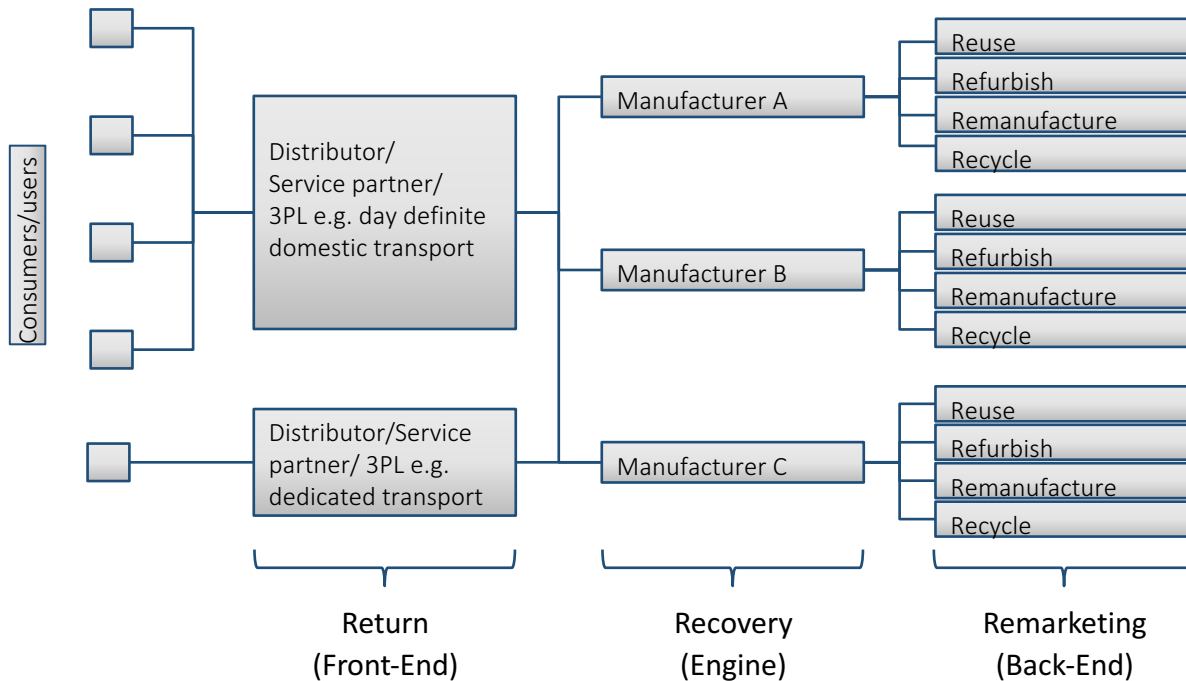 Consumers/users
Distributor/
Service partner/
3PL e.g. day definite
domestic transport
Distributor/Service
partner/ 3PL e.g.
dedicated transport
Manufacturer A
Manufacturer B
Manufacturer C
Reuse
Refurbish
Remanufacture
Recycle
Reuse
Refurbish
Remanufacture
Recycle
Reuse
Refurbish
Remanufacture
Recycle
Return
(Front-End)
Recovery
(Engine)
Remarketing
(Back-End)